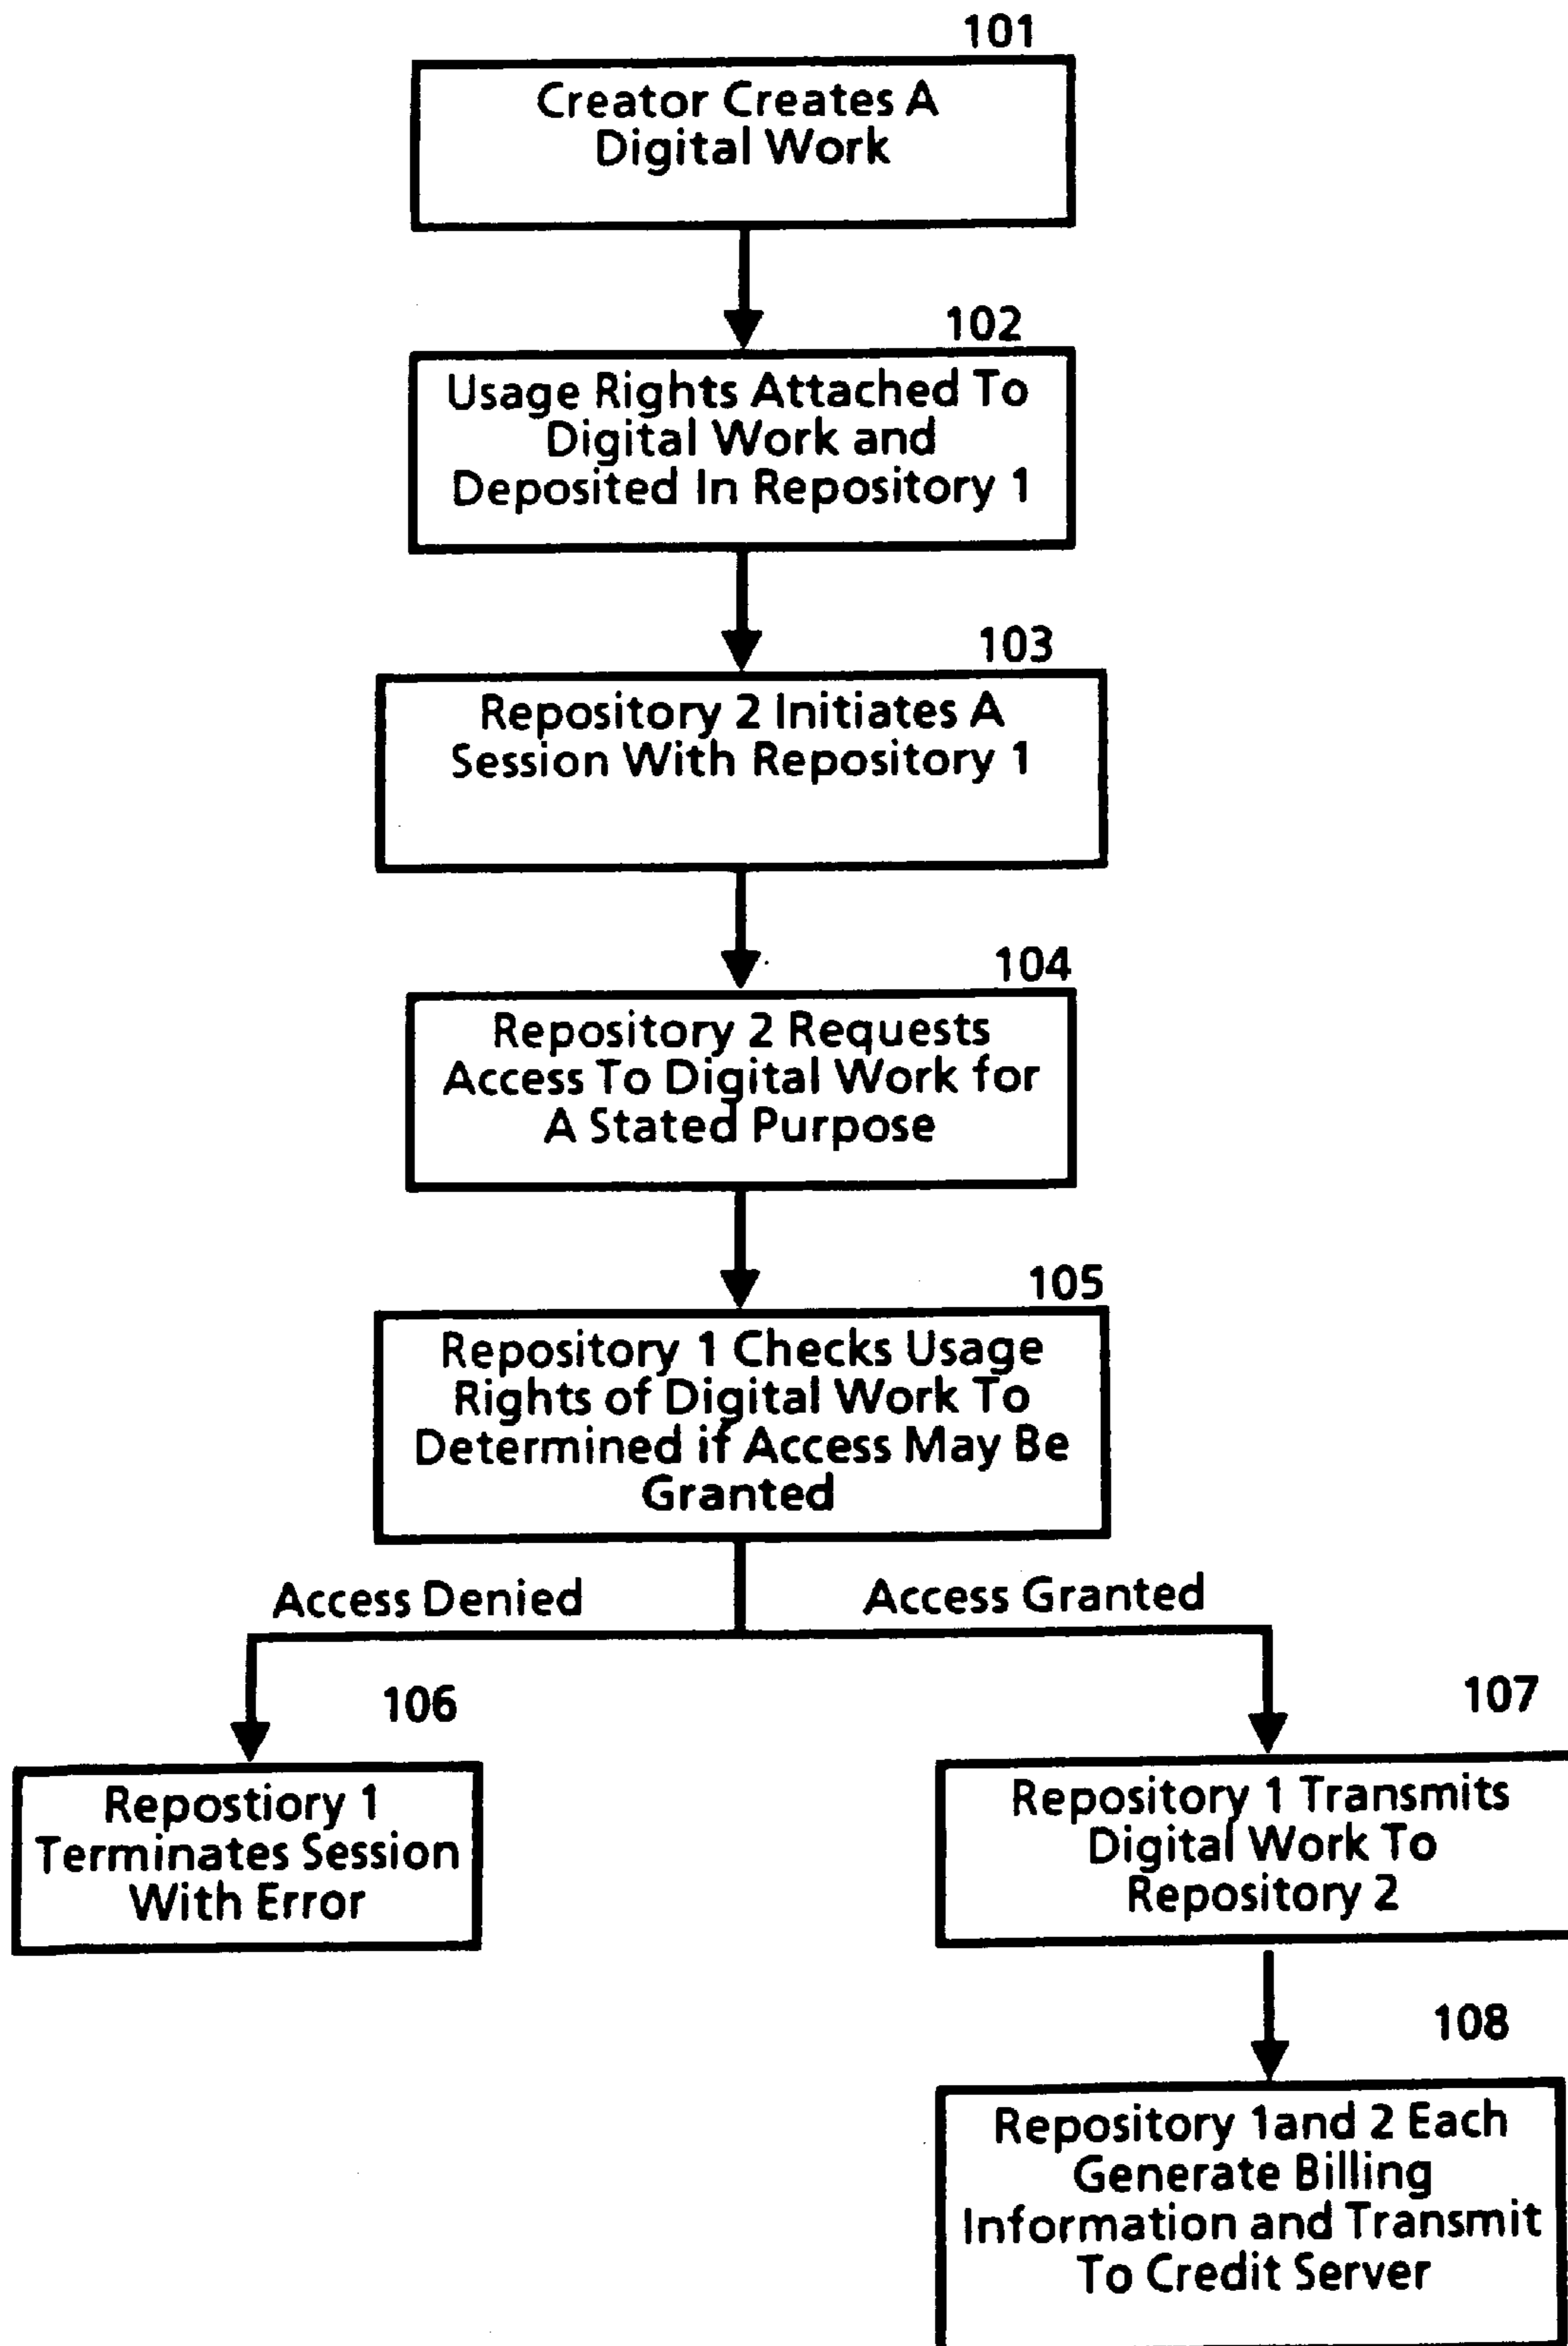 101
Creator Creates A
Digital Work
102
Usage Rights Attached To
Digital Work and
Deposited In Repository 1
103
Repository 2 Initiates A
Session With Repository 1
104
Repository 2 Requests
Access To Digital Work for
A Stated Purpose
105
Repository 1 Checks Usage
Rights of Digital Work To
Determined if Access May Be
Granted
Access Denied
Access Granted
106
Repostiory 1
Terminates Session
With Error
107
Repository 1 Transmits
Digital Work To
Repository 2
108
Repository 1and 2 Each
Generate Billing
Information and Transmit
To Credit Server